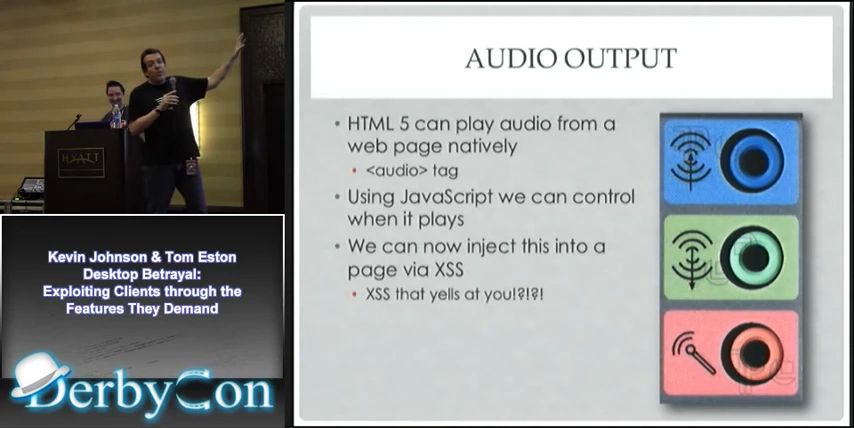 HYATT
Kevin Johnson & Tom Eston
Desktop Betrayal:
Exploiting Clients through the
Features They Demand
DerbyCon
AUDIO OUTPUT
• HTML 5 can play audio from a
web page natively
• <audio> tag
• Using JavaScript we can control
when it plays
• We can now inject this into a
page via XSS
• XSS that yells at you!?!?!